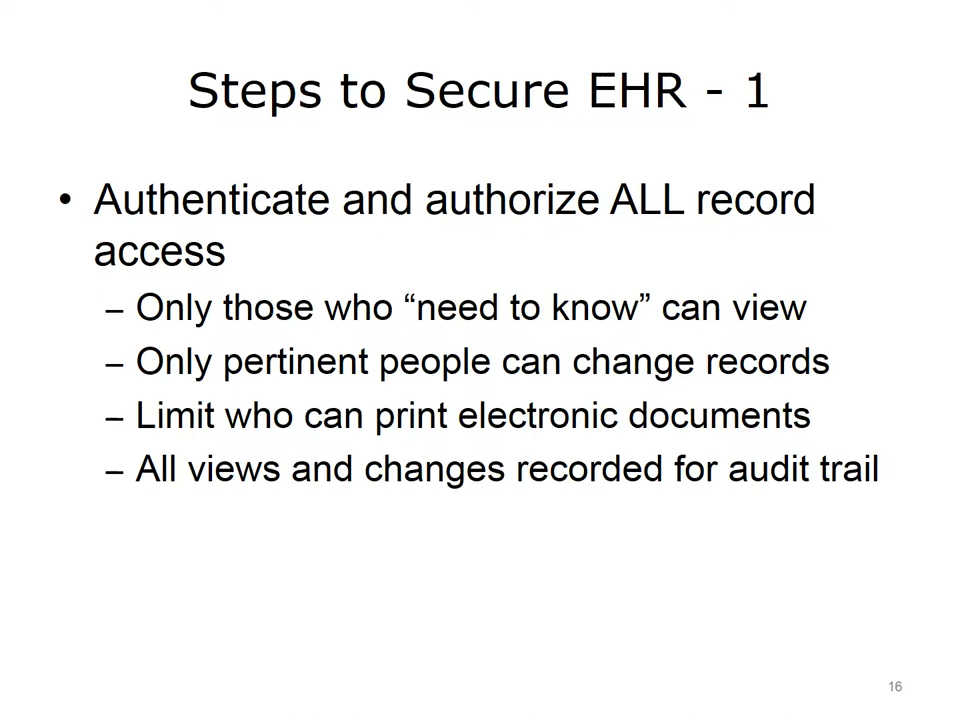 Steps to Secure EHR - 1
• Authenticate and authorize ALL record
access
– Only those who “need to know” can view
– Only pertinent people can change records
– Limit who can print electronic documents
– All views and changes recorded for audit trail
16